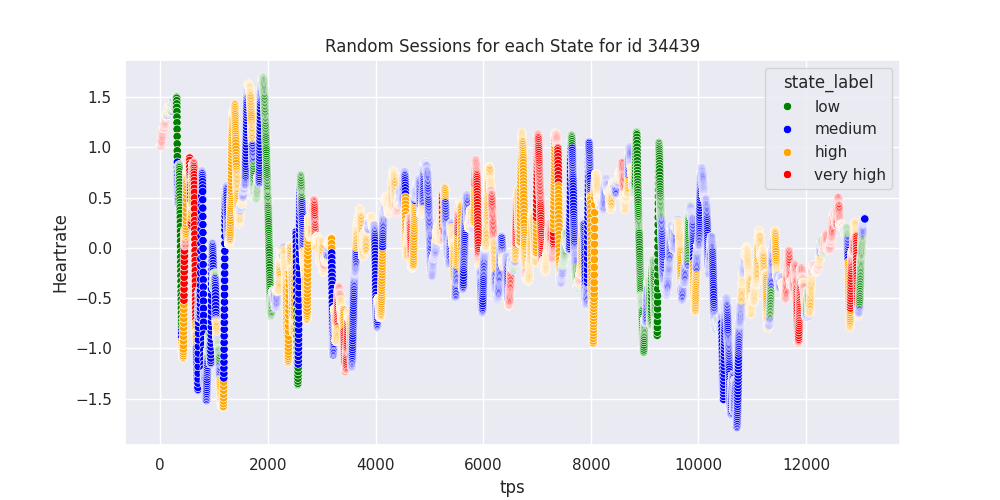 Random Sessions for each State for id 34439
state_label
low
medium
high
very high
Heartrate
1.5
1.0
0.5
0.0
−0.5
−1.0
−1.5
0 2000 4000 6000 8000 10000 12000
tps